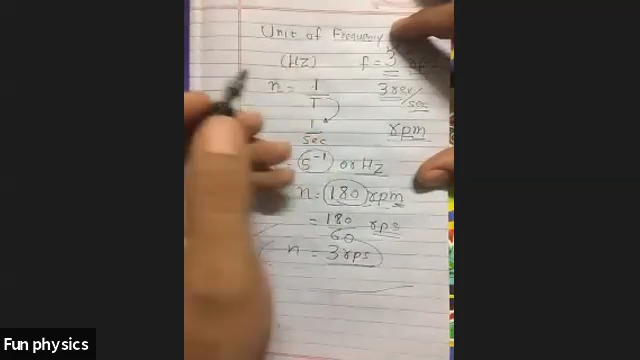 Unit of Frequency
(HZ) f = 3
n = 1/T 3 rev/sec
1/sec rpm
= S⁻¹ or HZ
n = 180 rpm
= 180/60 rps
n = 3 rps
Fun physics